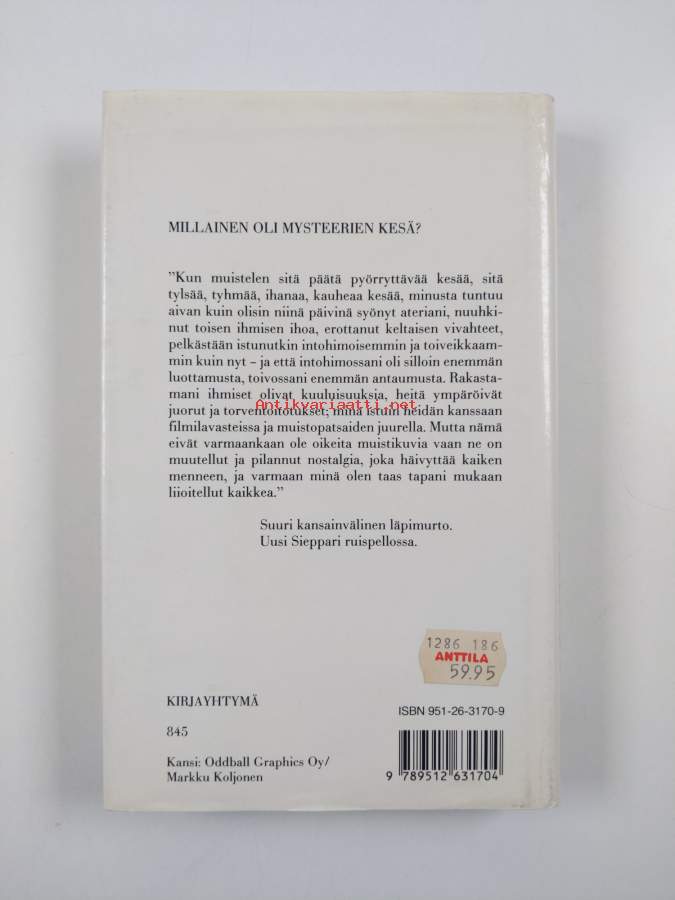 MILLAINEN OLI MYSTEERIEN KESÄ?
”Kun muistelen sitä päätä pyörryttävää kesää, sitä
tylsää, tyhmää, ihanaa, kauheaa kesää, minusta tuntuu
aivan kuin olisin niinä päivinä syönyt ateriani, nuuhki-
nut toisen ihmisen ihoa, erottanut keltaisen vivahteet,
pelkästään istunutkin intohimoisemmin ja toiveikkaam-
min kuin nyt – ja että intohimossani oli silloin enemmän
luottamusta, toivossani enemmän antaumusta. Rakasta-
mani ihmiset olivat kuuluisuuksia, heitä ympäröivät
Antikvariaatti.net
juorut ja torventoitotukset; minä istuin heidän kanssaan
filmilavasteissa ja muistopatsaiden juurella. Mutta nämä
eivät varmaankaan ole oikeita muistikuvia vaan ne on
muutellut ja pilannut nostalgia, joka häivyttää kaiken
menneen, ja varmaan minä olen taas tapani mukaan
liioitellut kaikkea.”
Suuri kansainvälinen läpimurto.
Uusi Sieppari ruispellossa.
1286 186
ANTTILA
59.95
KIRJAYHTYMÄ
ISBN 951-26-3170-9
845
Kansi: Oddball Graphics Oy/
Markku Koljonen
9 789512 631704